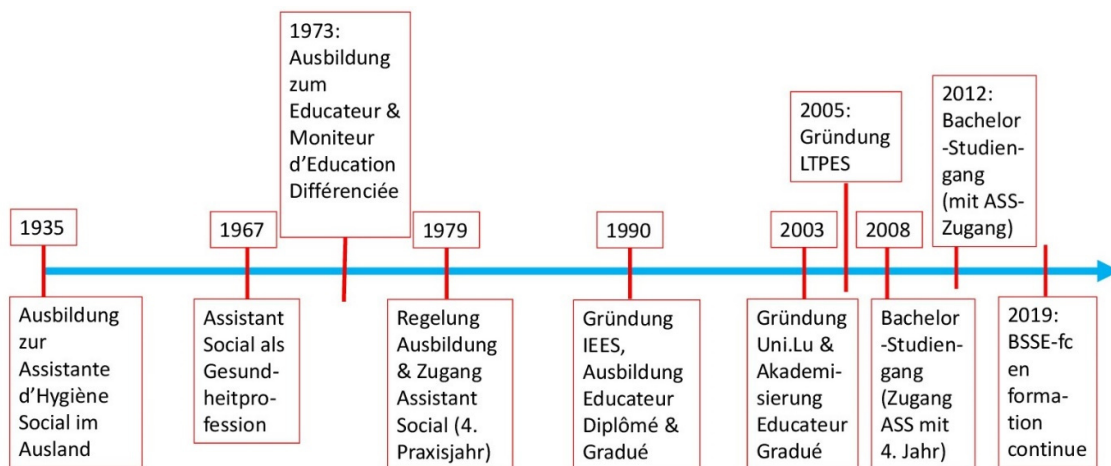 1935
Ausbildung
zur
Assistante
d'Hygiène
Social im
Ausland
1967
Assistant
Social als
Gesund-
heitprofes-
fession
1973:
Ausbildung
zum
Educateur &
Moniteur
d'Education
Différenciée
1979
Regelung
Ausbildung
& Zugang
Assistant
Social (4.
Praxisjahr)
1990
Gründung
IEES,
Ausbildung
Educateur
Diplômé &
Gradué
2003
Gründung
Uni.Lu &
Akademi-
sierung
Educateur
Gradué
2005:
Gründung
LTPES
2008
Bachelor
-Studien-
gang
(Zugang
ASS mit
4. Jahr)
2012:
Bachelor
-Studien-
gang
(mit ASS-
Zugang)
2019:
BSSE-fc
en
forma-
tion
continue